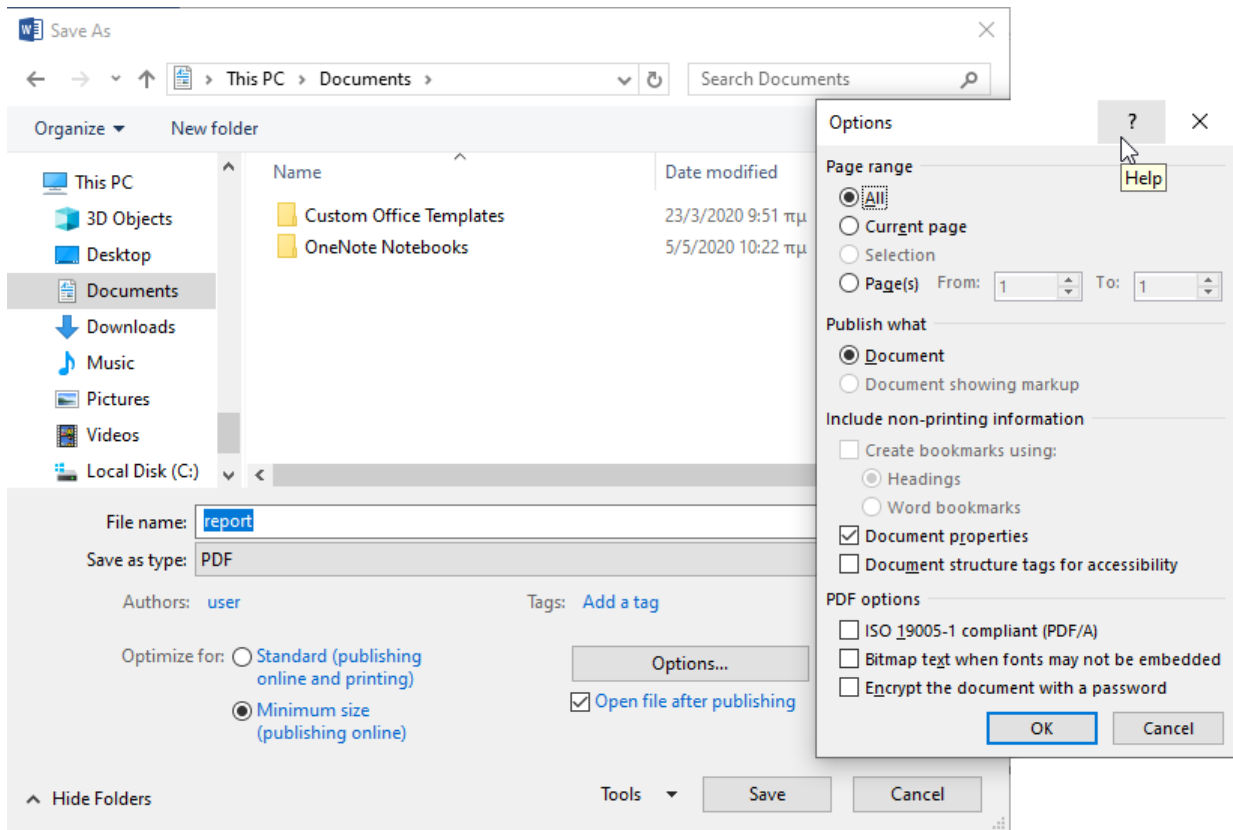 Save As
This PC > Documents >
Search Documents
Organize
New folder
This PC
3D Objects
Desktop
Documents
Downloads
Music
Pictures
Videos
Local Disk (C:)
Name
Date modified
Custom Office Templates
23/3/2020 9:51 πμ
OneNote Notebooks
5/5/2020 10:22 πμ
File name: report
Save as type: PDF
Authors: user
Tags: Add a tag
Optimize for:
Standard (publishing
online and printing)
Minimum size
(publishing online)
Options...
Open file after publishing
Hide Folders
Tools
Save
Cancel
Options
?
Help
Page range
All
Current page
Selection
Page(s) From: 1 To: 1
Publish what
Document
Document showing markup
Include non-printing information
Create bookmarks using:
Headings
Word bookmarks
Document properties
Document structure tags for accessibility
PDF options
ISO 19005-1 compliant (PDF/A)
Bitmap text when fonts may not be embedded
Encrypt the document with a password
OK
Cancel